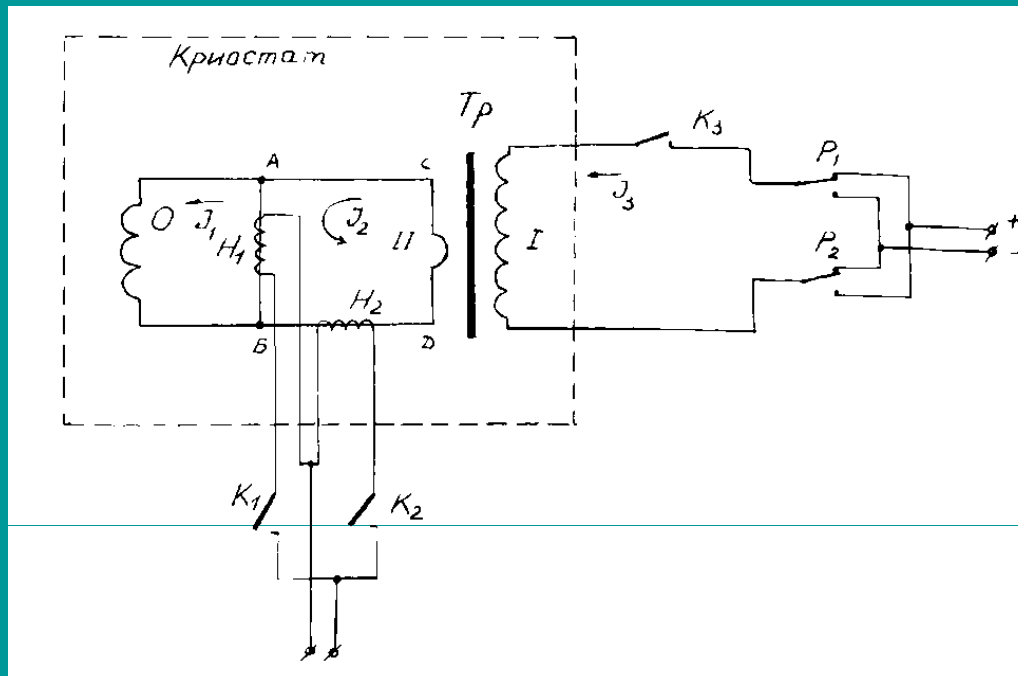 Криостат
Тр
K₃
P₁
A
C
O
J₁
H₁
J₂
II
I
J₃
P₂
+
-
H₂
Б
D
K₁
K₂